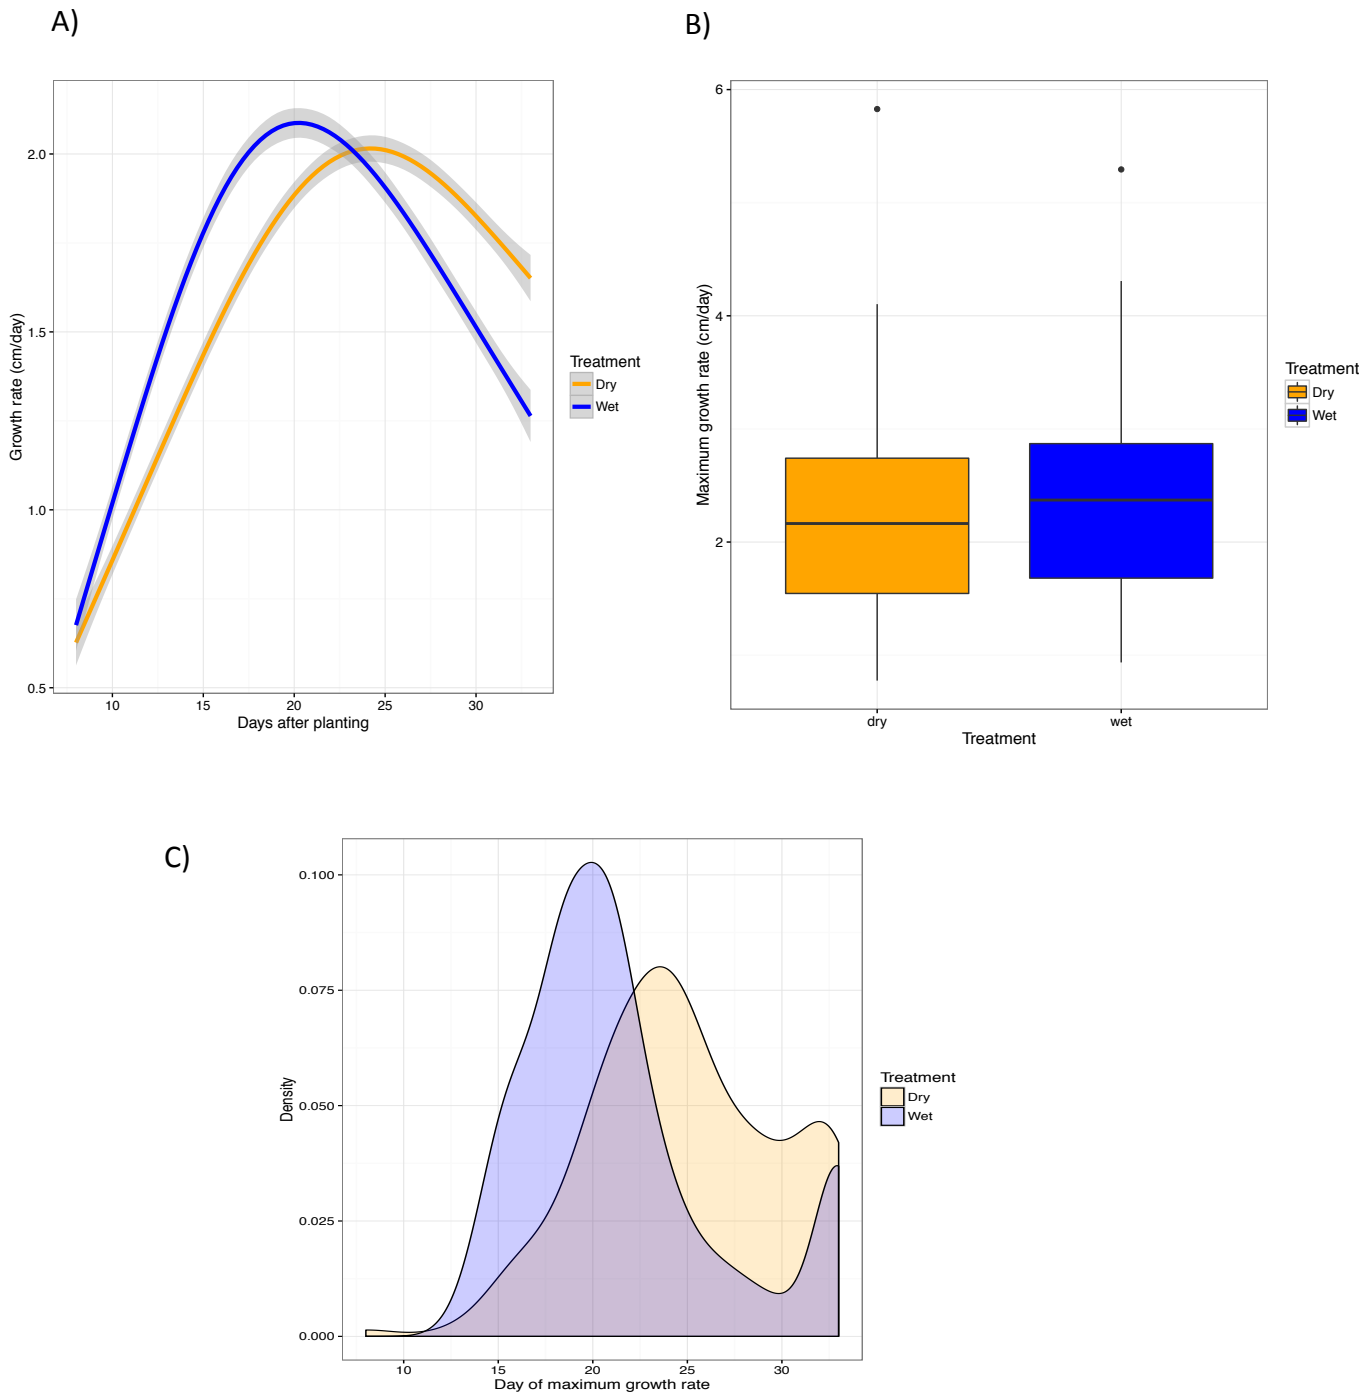 A)
2.0
1.5
1.0
0.5
Growth rate (cm/day)
10 15 20 25 30
Days after planting
Treatment
Dry
Wet
B)
6
4
2
Maximum growth rate (cm/day)
dry wet
Treatment
Treatment
Dry
Wet
C)
0.100
0.075
0.050
0.025
0.000
Density
10 15 20 25 30
Day of maximum growth rate
Treatment
Dry
Wet